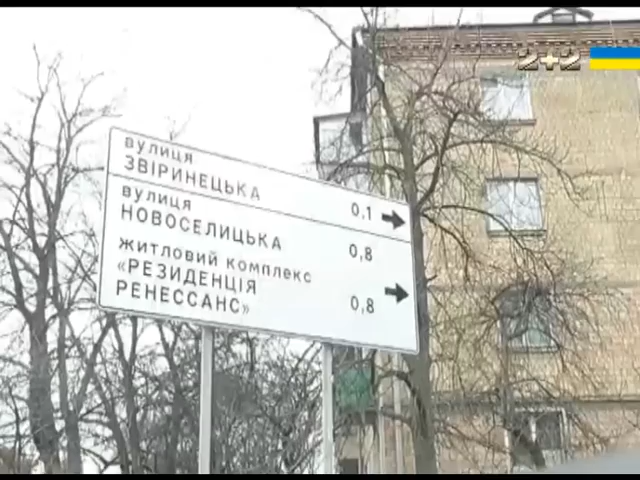 2+2
вулиця
ЗВІРИНЕЦЬКА 0,1
вулиця
НОВОСЕЛИЦЬКА 0,8
житловий комплекс
«РЕЗИДЕНЦІЯ
РЕНЕССАНС» 0,8